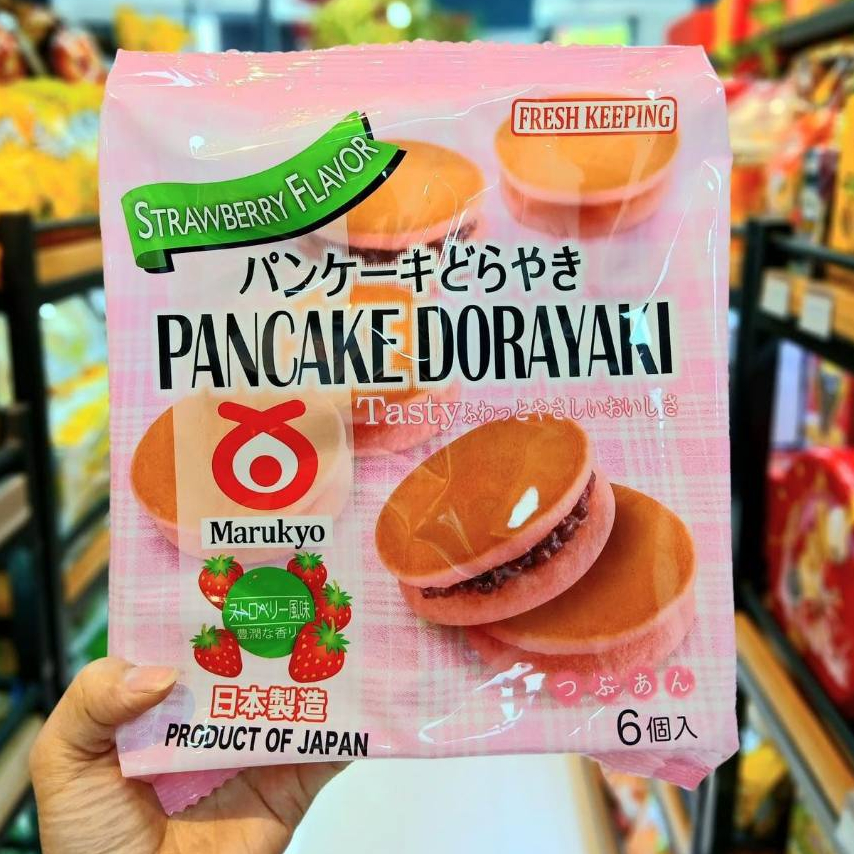 FRESH KEEPING
STRAWBERRY FLAVOR
パンケーキどらやき
PANCAKE DORAYAKI
Tastyふわっとやさしいおいしさ
Marukyo
ストロベリー風味
豊潤な香り
つぶあん
日本製造
6個入
PRODUCT OF JAPAN